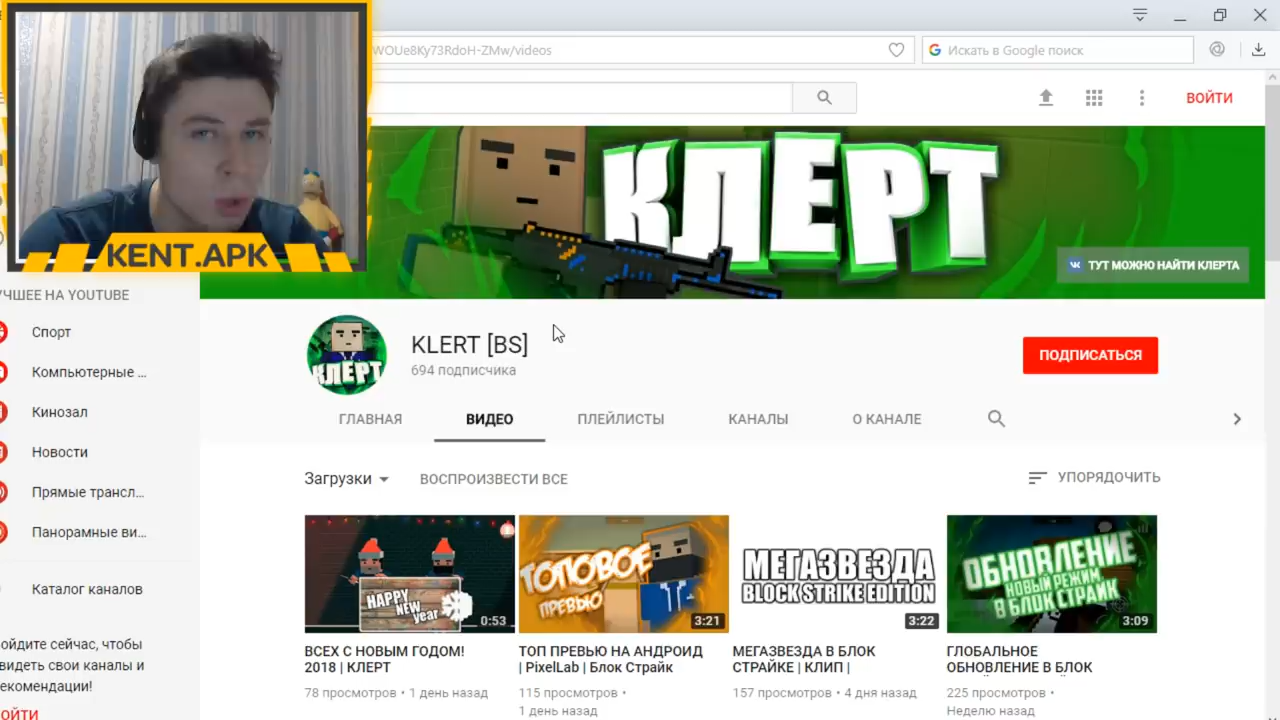 WOUe8Ky73RdoH-ZMw/videos
Искать в Google поиск
ВОЙТИ
KENT.APK
КЛЕРТ
ТУТ МОЖНО НАЙТИ КЛЕРТА
УЧШЕЕ НА YOUTUBE
Спорт
Компьютерные ...
Кинозал
Новости
Прямые трансл...
Панорамные ви...
Каталог каналов
ойдите сейчас, чтобы
видеть свои каналы и
екомендации!
ОЙТИ
КЛЕРТ
KLERT [BS]
694 подписчика
ПОДПИСАТЬСЯ
ГЛАВНАЯ
ВИДЕО
ПЛЕЙЛИСТЫ
КАНАЛЫ
О КАНАЛЕ
Загрузки
ВОСПРОИЗВЕСТИ ВСЕ
УПОРЯДОЧИТЬ
HAPPY NEW year
0:53
ТОПОВОЕ
ПРЕВЬЮ
3:21
МЕГАЗВЕЗДА
BLOCK STRIKE EDITION
3:22
ОБНОВЛЕНИЕ
НОВЫЙ РЕЖИМ
В БЛОК СТРАЙК
3:09
ВСЕХ С НОВЫМ ГОДОМ!
2018 | КЛЕРТ
78 просмотров • 1 день назад
ТОП ПРЕВЬЮ НА АНДРОИД
| PixelLab | Блок Страйк
115 просмотров •
1 день назад
МЕГАЗВЕЗДА В БЛОК
СТРАЙКЕ | КЛИП |
157 просмотров • 4 дня назад
ГЛОБАЛЬНОЕ
ОБНОВЛЕНИЕ В БЛОК
225 просмотров •
Неделю назад